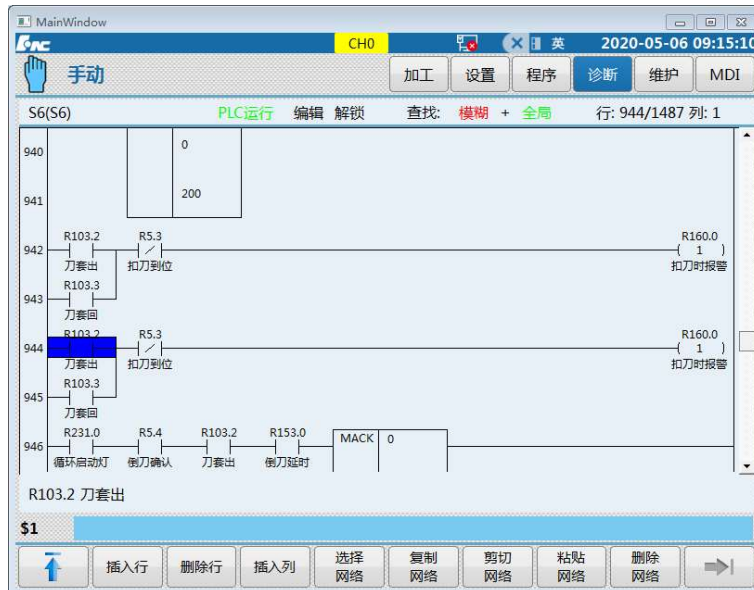 MainWindow
CH0 英 2020-05-06 09:15:10
手动 加工 设置 程序 诊断 维护 MDI
S6(S6) PLC运行 编辑 解锁 查找: 模糊 + 全局 行: 944/1487 列: 1
940 0
941 200
R103.2 R5.3 R160.0
942 ( 1 )
刀套出 扣刀到位 扣刀时报警
R103.3
943
刀套回
R103.2 R5.3 R160.0
944 ( 1 )
刀套出 扣刀到位 扣刀时报警
R103.3
945
刀套回
R231.0 R5.4 R103.2 R153.0 MACK 0
946
循环启动灯 倒刀确认 刀套出 倒刀延时
R103.2 刀套出
$1
插入行 删除行 插入列 选择 复制 剪切 粘贴 删除
网络 网络 网络 网络 网络